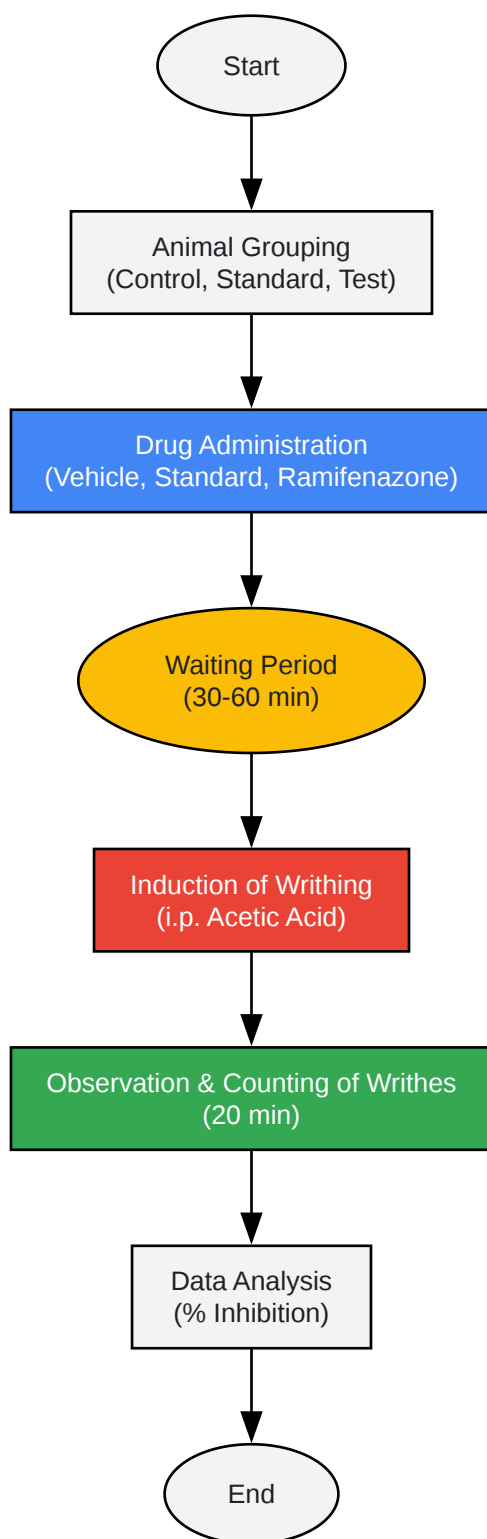 Start
Animal Grouping
(Control, Standard, Test)
Drug Administration
(Vehicle, Standard, Ramifenazone)
Waiting Period
(30-60 min)
Induction of Writhing
(i.p. Acetic Acid)
Observation & Counting of Writhes
(20 min)
Data Analysis
(% Inhibition)
End